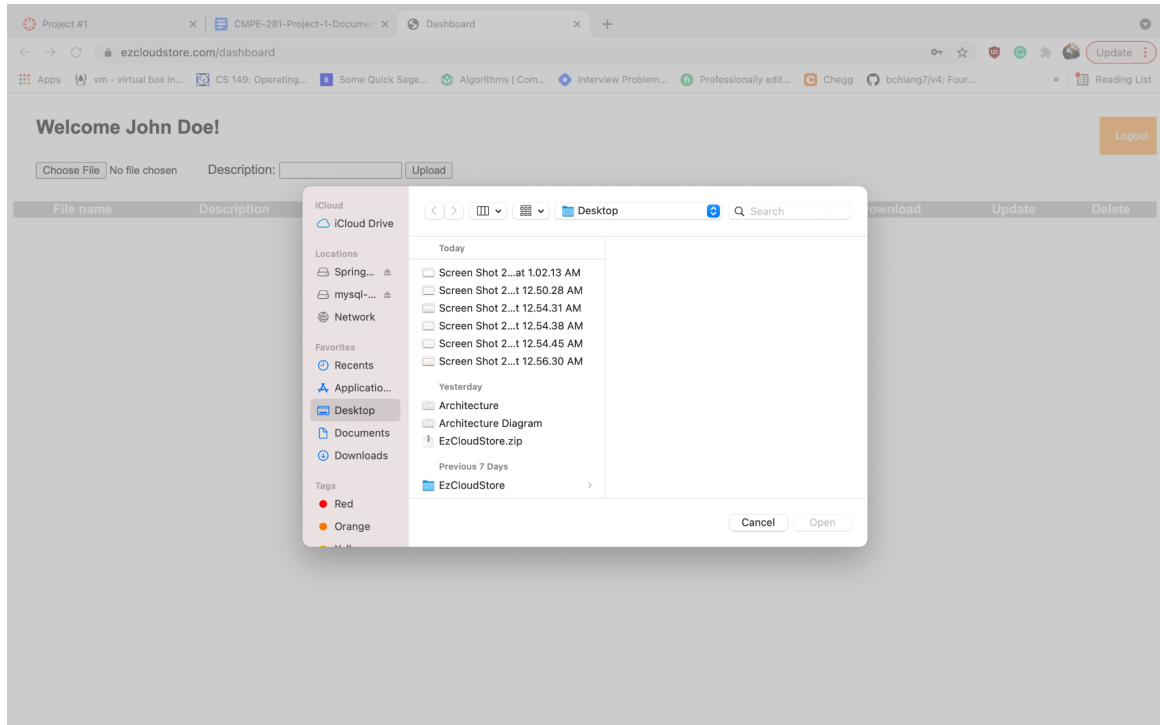 Project #1
CMPE-281-Project-1-Documen
Dashboard
ezcloudstore.com/dashboard
Update
Apps
vm - virtual box in...
CS 149: Operating...
Some Quick Sage...
Algorithms | Com...
Interview Problem...
Professionally edit...
Chegg
bchiang7/v4: Four...
»
Reading List
Welcome John Doe!
Logout
Choose File No file chosen Description: Upload
File name Description ownload Update Delete
iCloud
iCloud Drive
Locations
Spring...
mysql-...
Network
Favorites
Recents
Applicatio...
Desktop
Documents
Downloads
Tags
Red
Orange
Desktop
Search
Today
Screen Shot 2...at 1.02.13 AM
Screen Shot 2...t 12.50.28 AM
Screen Shot 2...t 12.54.31 AM
Screen Shot 2...t 12.54.38 AM
Screen Shot 2...t 12.54.45 AM
Screen Shot 2...t 12.56.30 AM
Yesterday
Architecture
Architecture Diagram
EzCloudStore.zip
Previous 7 Days
EzCloudStore
Cancel Open